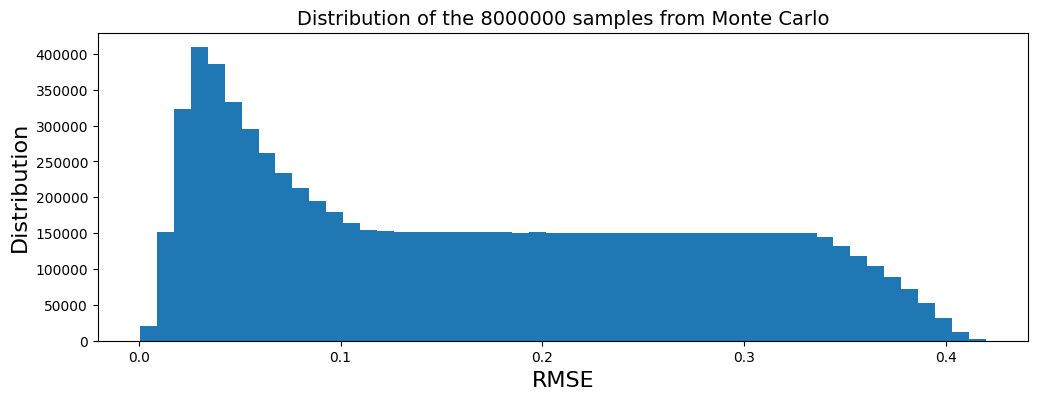 Distribution of the 8000000 samples from Monte Carlo
Distribution
400000
350000
300000
250000
200000
150000
100000
50000
0
0.0 0.1 0.2 0.3 0.4
RMSE